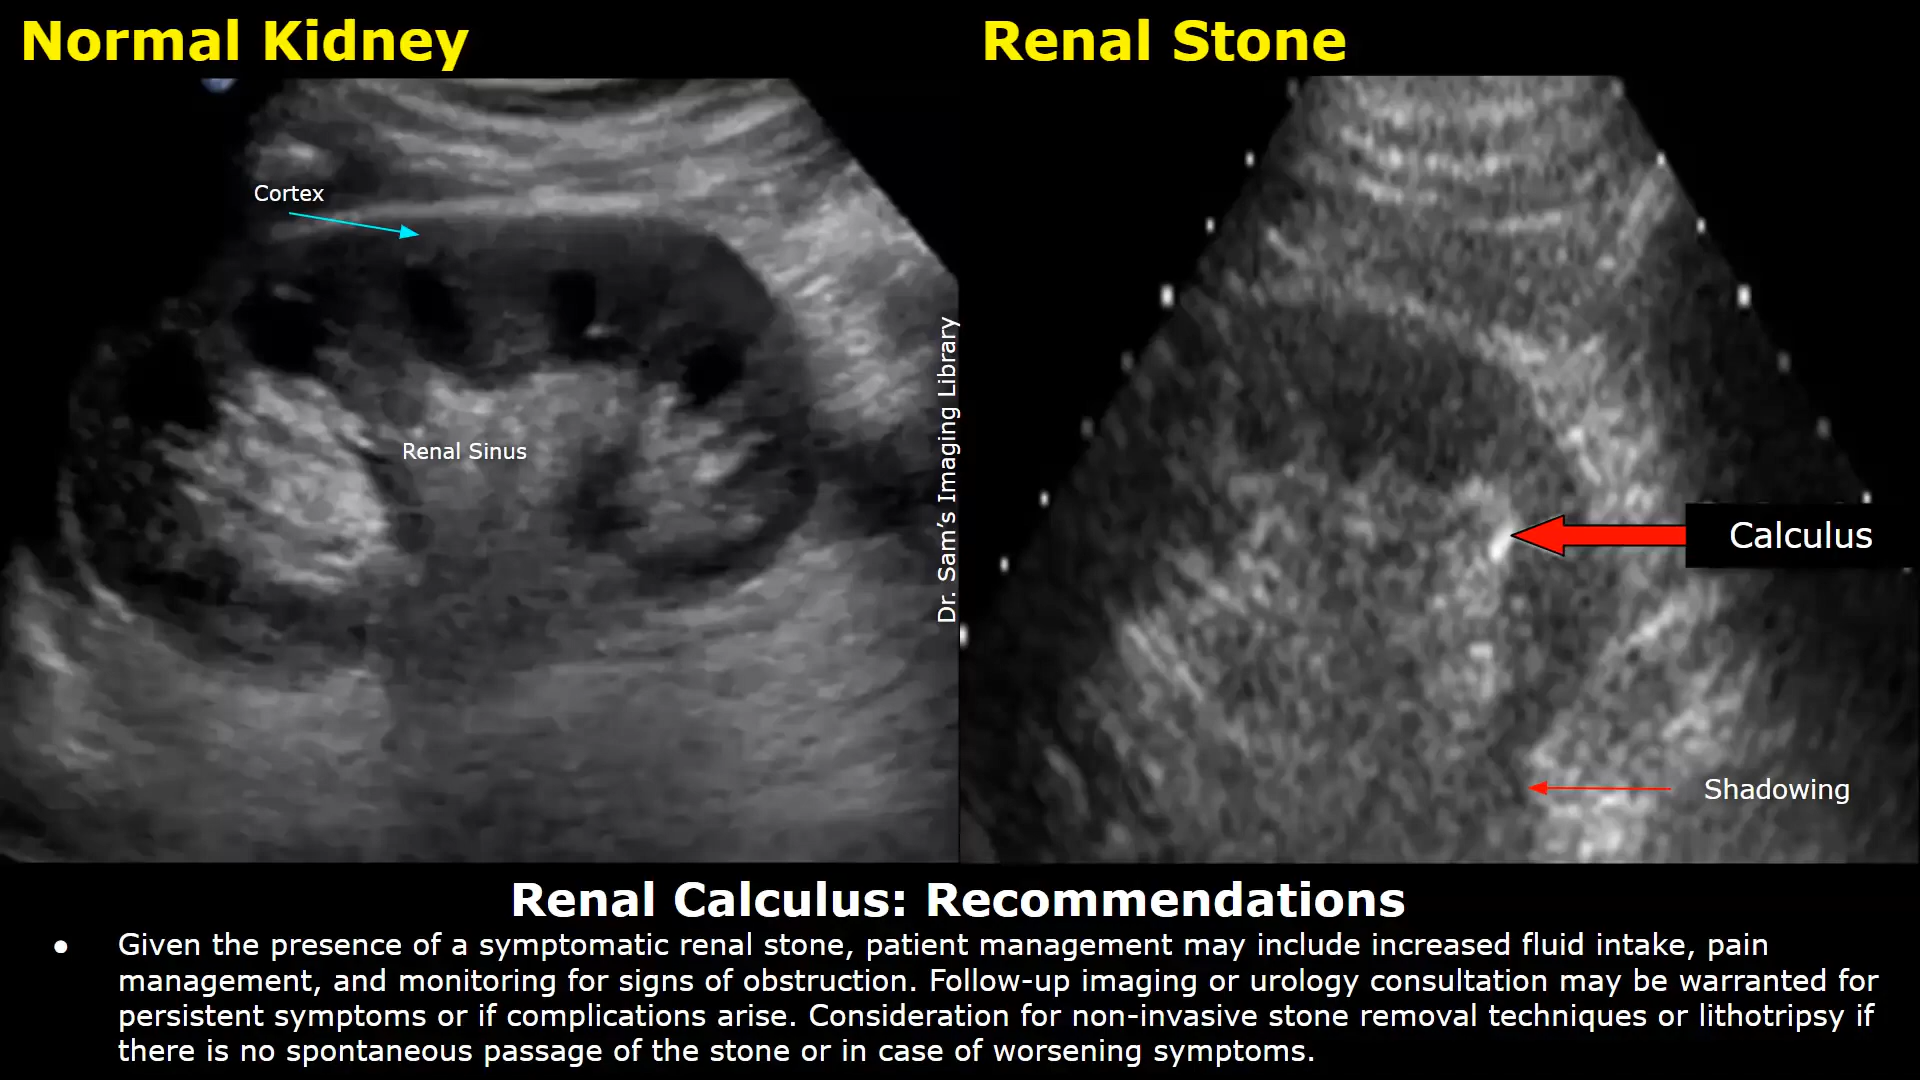 Normal Kidney
Renal Stone
Cortex
Renal Sinus
Dr. Sam’s Imaging Library
Calculus
Shadowing
Renal Calculus: Recommendations
● Given the presence of a symptomatic renal stone, patient management may include increased fluid intake, pain
management, and monitoring for signs of obstruction. Follow-up imaging or urology consultation may be warranted for
persistent symptoms or if complications arise. Consideration for non-invasive stone removal techniques or lithotripsy if
there is no spontaneous passage of the stone or in case of worsening symptoms.